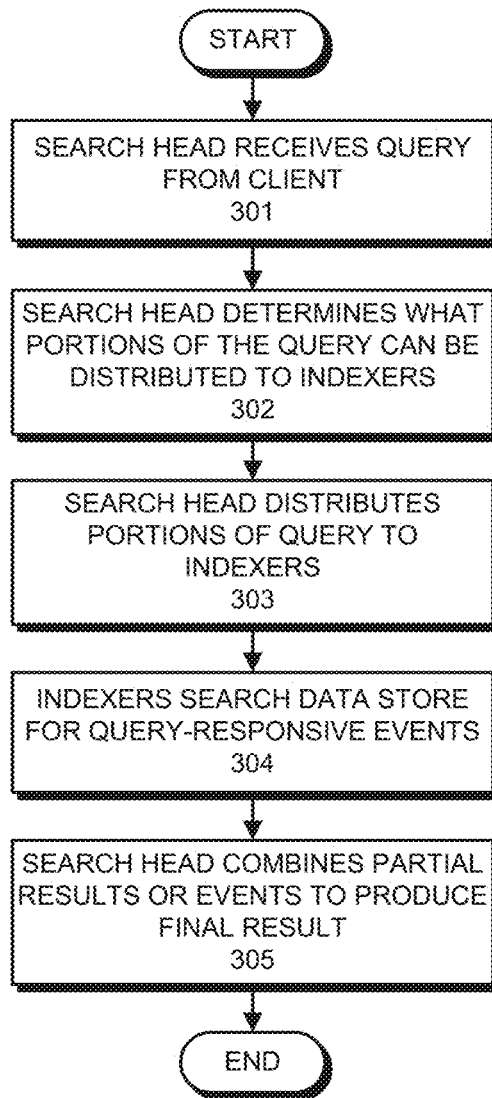 START
SEARCH HEAD RECEIVES QUERY
FROM CLIENT
301
SEARCH HEAD DETERMINES WHAT
PORTIONS OF THE QUERY CAN BE
DISTRIBUTED TO INDEXERS
302
SEARCH HEAD DISTRIBUTES
PORTIONS OF QUERY TO
INDEXERS
303
INDEXERS SEARCH DATA STORE
FOR QUERY-RESPONSIVE EVENTS
304
SEARCH HEAD COMBINES PARTIAL
RESULTS OR EVENTS TO PRODUCE
FINAL RESULT
305
END